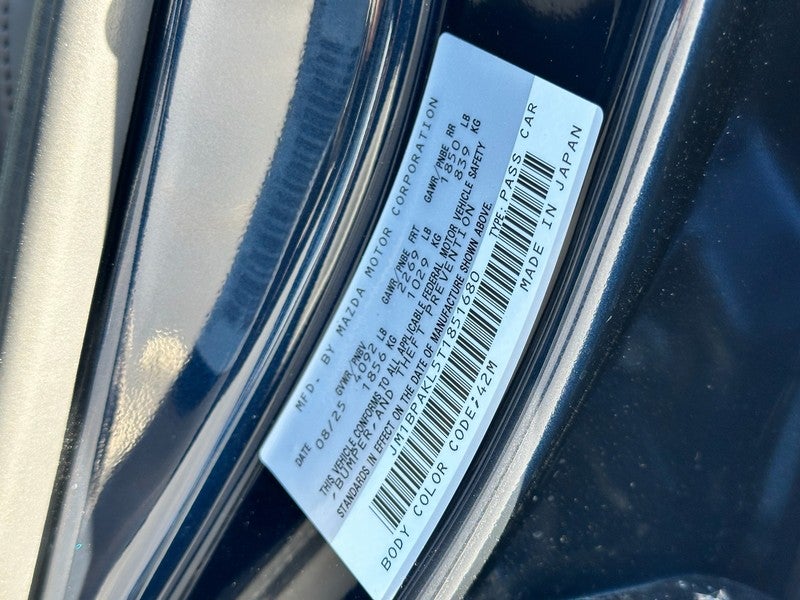 MFD. BY MAZDA MOTOR CORPORATION
DATE GVWR/PNBV GAWR/PNBE FRT GAWR/PNBE RR
08/25 4092 LB 2269 LB 1850 LB
1856 KG 1029 KG 839 KG
THIS VEHICLE CONFORMS TO ALL APPLICABLE FEDERAL MOTOR VEHICLE SAFETY
,BUMPER,AND THEFT PREVENTION
STANDARDS IN EFFECT ON THE DATE OF MANUFACTURE SHOWN ABOVE.
JM1BPAKL5T1851680 TYPE:PASS CAR
BODY COLOR CODE:42M MADE IN JAPAN